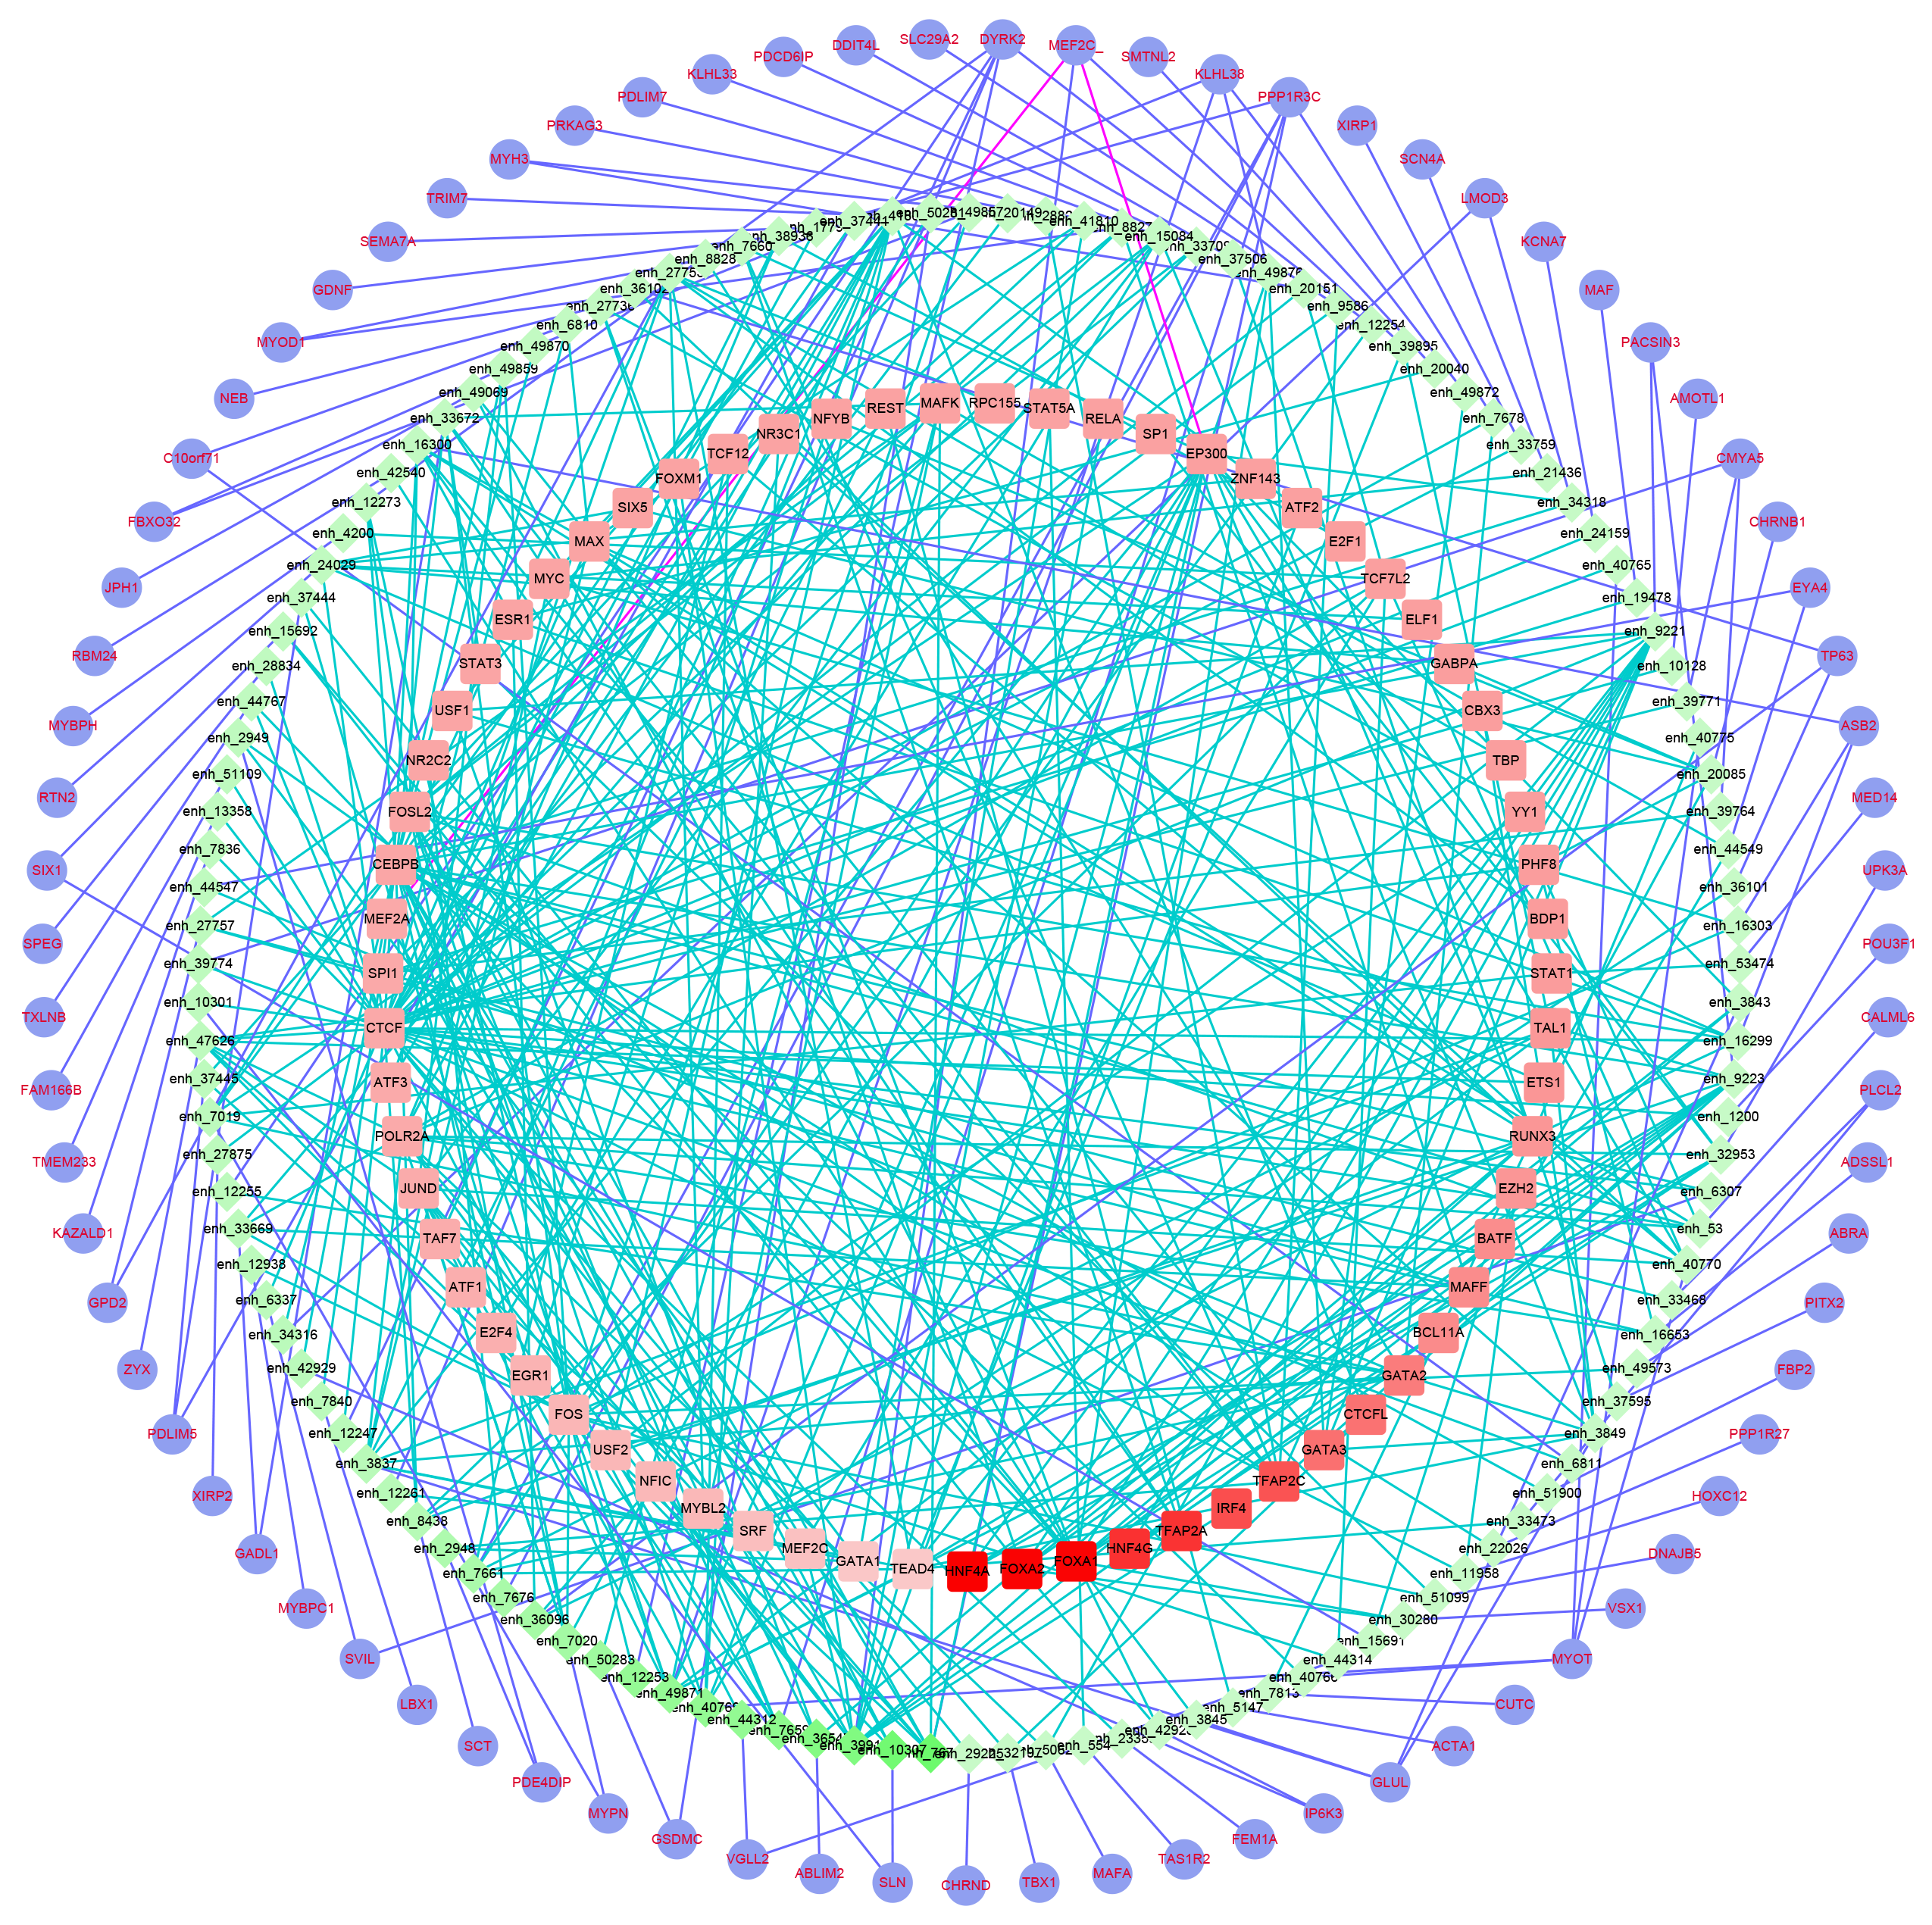 SLC29A2
DYRK2
MEF2C_
DDIT4L
SMTNL2
PDCD6IP
KLHL33
KLHL38
PDLIM7
PPP1R3C
PRKAG3
XIRP1
MYH3
SCN4A
TRIM7
LMOD3
SEMA7A
KCNA7
GDNF
MAF
MYOD1
PACSIN3
NEB
AMOTL1
C10orf71
CMYA5
FBXO32
CHRNB1
JPH1
EYA4
RBM24
TP63
MYBPH
ASB2
RTN2
MED14
SIX1
UPK3A
SPEG
POU3F1
TXLNB
CALML6
FAM166B
PLCL2
TMEM233
ADSSL1
KAZALD1
ABRA
GPD2
PITX2
ZYX
FBP2
PDLIM5
PPP1R27
XIRP2
HOXC12
GADL1
DNAJB5
MYBPC1
VSX1
SVIL
MYOT
LBX1
CUTC
SCT
ACTA1
PDE4DIP
GLUL
MYPN
IP6K3
GSDMC
FEM1A
VGLL2
TAS1R2
ABLIM2
MAFA
SLN
TBX1
CHRND
enh_37441
enh_5028
enh_41810
enh_15084
enh_38938
enh_7660
enh_8828
enh_27753
enh_36102
enh_27736
enh_6810
enh_49870
enh_49859
enh_49069
enh_33672
enh_16300
enh_42540
enh_12273
enh_4200
enh_24029
enh_37444
enh_15692
enh_28834
enh_44767
enh_2949
enh_51109
enh_13358
enh_7836
enh_44547
enh_27757
enh_39774
enh_10301
enh_47626
enh_37445
enh_7019
enh_27875
enh_12255
enh_33669
enh_12938
enh_6337
enh_34316
enh_42929
enh_7840
enh_12247
enh_3837
enh_12261
enh_8438
enh_2948
enh_7661
enh_7676
enh_36096
enh_7020
enh_50283
enh_12253
enh_49871
enh_44312
enh_7659
enh_10307
enh_33709
enh_37506
enh_49876
enh_20151
enh_9586
enh_12254
enh_39895
enh_20040
enh_49872
enh_7678
enh_33759
enh_21436
enh_34318
enh_24159
enh_40765
enh_19478
enh_9221
enh_10128
enh_39771
enh_40775
enh_20085
enh_39764
enh_44549
enh_36101
enh_16303
enh_53474
enh_3843
enh_16299
enh_9223
enh_1200
enh_32953
enh_6307
enh_53
enh_40770
enh_33468
enh_16653
enh_49573
enh_37595
enh_3849
enh_6811
enh_51900
enh_33473
enh_22026
enh_11958
enh_51099
enh_30280
enh_15691
enh_44314
enh_7813
enh_5147
enh_3845
NFYB
REST
MAFK
RPC155
STAT5A
RELA
SP1
EP300
ZNF143
ATF2
E2F1
TCF7L2
ELF1
GABPA
CBX3
TBP
YY1
PHF8
BDP1
STAT1
TAL1
ETS1
RUNX3
EZH2
BATF
MAFF
BCL11A
GATA2
CTCFL
GATA3
TFAP2C
IRF4
TFAP2A
HNF4G
FOXA1
FOXA2
HNF4A
TEAD4
GATA1
MEF2C
SRF
MYBL2
NFIC
USF2
FOS
EGR1
E2F4
ATF1
TAF7
JUND
POLR2A
ATF3
CTCF
SPI1
MEF2A
CEBPB
FOSL2
NR2C2
USF1
STAT3
ESR1
MYC
MAX
SIX5
FOXM1
TCF12
NR3C1